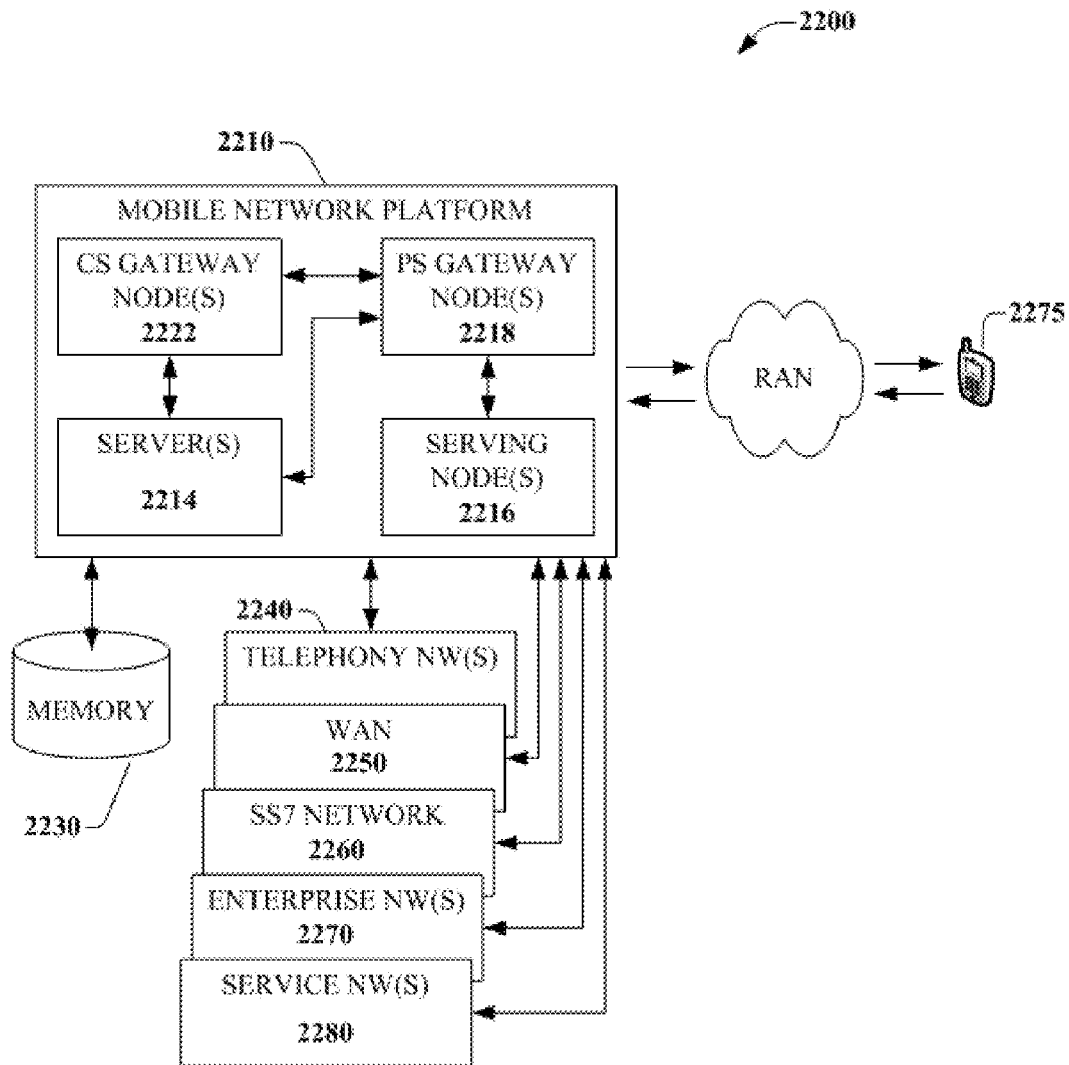 2200
2210
MOBILE NETWORK PLATFORM
CS GATEWAY
NODE(S)
2222
PS GATEWAY
NODE(S)
2218
SERVER(S)
2214
SERVING
NODE(S)
2216
RAN
2275
MEMORY
2230
2240
TELEPHONY NW(S)
WAN
2250
SS7 NETWORK
2260
ENTERPRISE NW(S)
2270
SERVICE NW(S)
2280